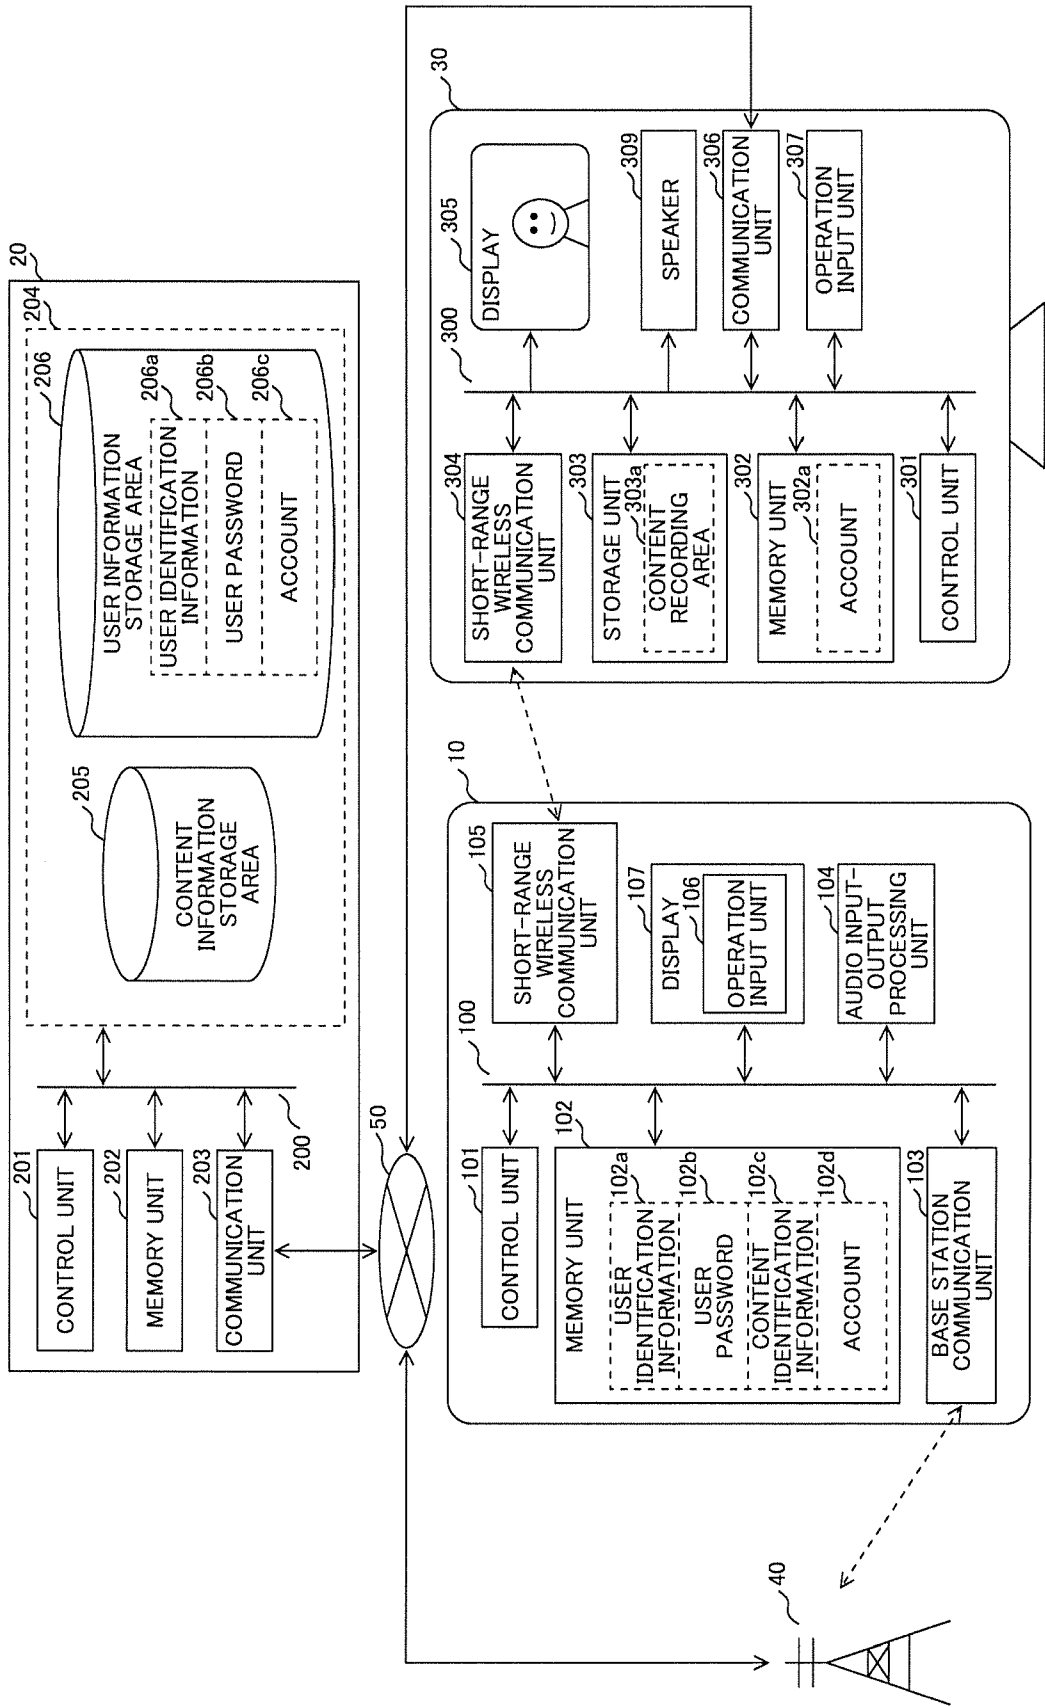 20
204
206
USER INFORMATION
STORAGE AREA
206a
USER IDENTIFICATION
INFORMATION
206b
USER PASSWORD
206c
ACCOUNT
205
CONTENT
INFORMATION
STORAGE
AREA
201
CONTROL UNIT
202
MEMORY UNIT
203
COMMUNICATION
UNIT
200
50
40
10
101
CONTROL UNIT
102
MEMORY UNIT
102a
USER
IDENTIFICATION
INFORMATION
102b
USER
PASSWORD
102c
CONTENT
IDENTIFICATION
INFORMATION
102d
ACCOUNT
103
BASE STATION
COMMUNICATION
UNIT
100
105
SHORT-RANGE
WIRELESS
COMMUNICATION
UNIT
107
DISPLAY
106
OPERATION
INPUT UNIT
104
AUDIO INPUT-
OUTPUT
PROCESSING
UNIT
30
304
SHORT-RANGE
WIRELESS
COMMUNICATION
UNIT
303
STORAGE UNIT
303a
CONTENT
RECORDING
AREA
302
MEMORY UNIT
302a
ACCOUNT
301
CONTROL UNIT
300
305
DISPLAY
309
SPEAKER
306
COMMUNICATION
UNIT
307
OPERATION
INPUT UNIT